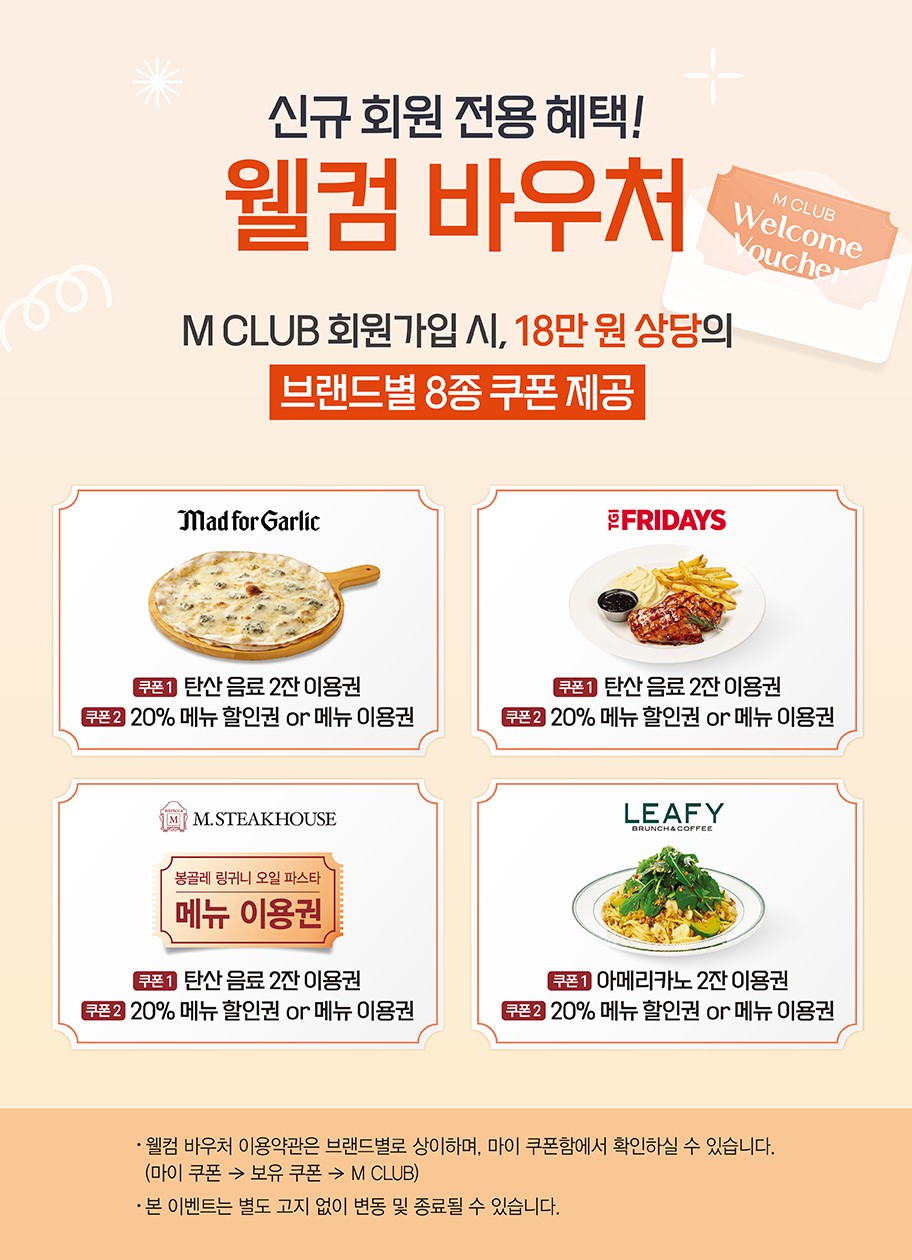 신규 회원 전용 혜택!
웰컴 바우처
M CLUB
Welcome
Voucher
M CLUB 회원가입 시, 18만 원 상당의
브랜드별 8종 쿠폰 제공
Mad for Garlic
쿠폰 1 탄산 음료 2잔 이용권
쿠폰 2 20% 메뉴 할인권 or 메뉴 이용권
TGI FRIDAYS
쿠폰 1 탄산 음료 2잔 이용권
쿠폰 2 20% 메뉴 할인권 or 메뉴 이용권
M
M.STEAKHOUSE
봉골레 링귀니 오일 파스타
메뉴 이용권
쿠폰 1 탄산 음료 2잔 이용권
쿠폰 2 20% 메뉴 할인권 or 메뉴 이용권
LEAFY
BRUNCH&COFFEE
쿠폰 1 아메리카노 2잔 이용권
쿠폰 2 20% 메뉴 할인권 or 메뉴 이용권
· 웰컴 바우처 이용약관은 브랜드별로 상이하며, 마이 쿠폰함에서 확인하실 수 있습니다.
(마이 쿠폰 → 보유 쿠폰 → M CLUB)
· 본 이벤트는 별도 고지 없이 변동 및 종료될 수 있습니다.